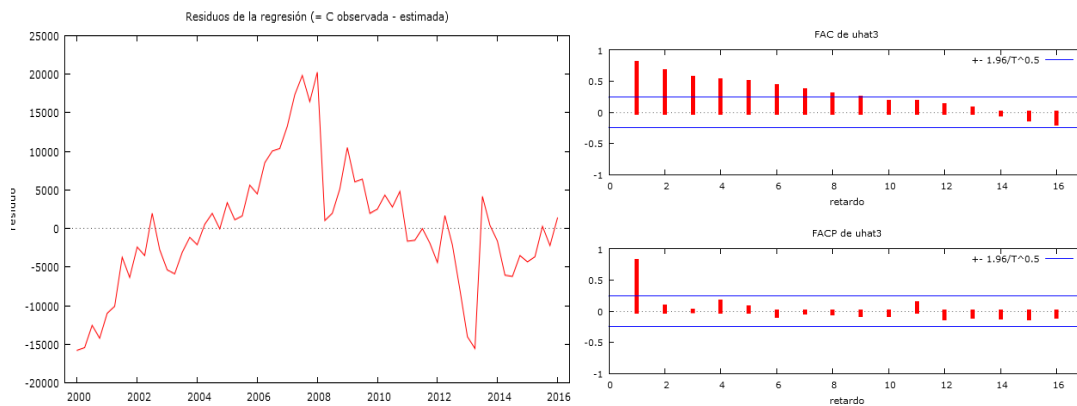 Residuos de la regresión (= C observada - estimada)
25000
20000
15000
10000
5000
0
-5000
-10000
-15000
-20000
residuo
2000 2002 2004 2006 2008 2010 2012 2014 2016
FAC de uhat3
+- 1.96/T^0.5
1
0.5
0
-0.5
-1
0 2 4 6 8 10 12 14 16
retardo
FACP de uhat3
+- 1.96/T^0.5
1
0.5
0
-0.5
-1
0 2 4 6 8 10 12 14 16
retardo